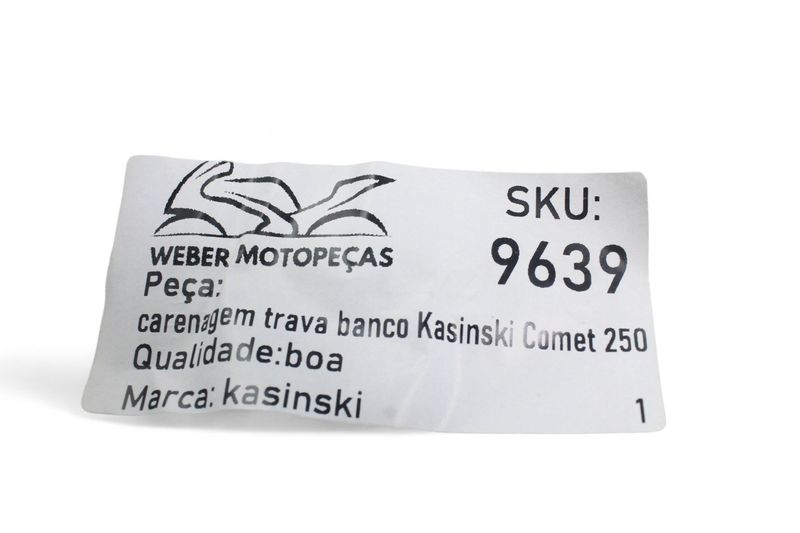 WEBER MOTOPEÇAS
SKU:
9639
Peça:
carenagem trava banco Kasinski Comet 250
Qualidade:boa
Marca: kasinski
1